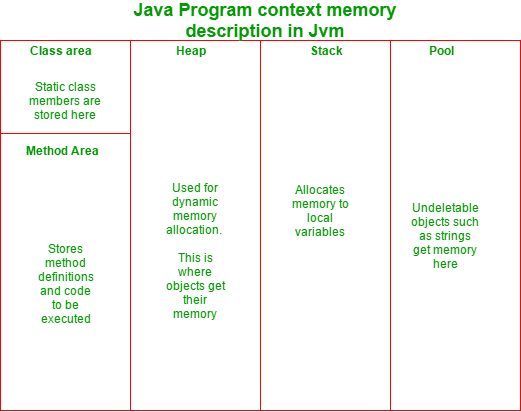 Java Program context memory
description in Jvm
Class area
Static class
members are
stored here
Method Area
Stores
method
definitions
and code
to be
executed
Heap
Used for
dynamic
memory
allocation.
This is
where
objects get
their
memory
Stack
Allocates
memory to
local
variables
Pool
Undeletable
objects such
as strings
get memory
here